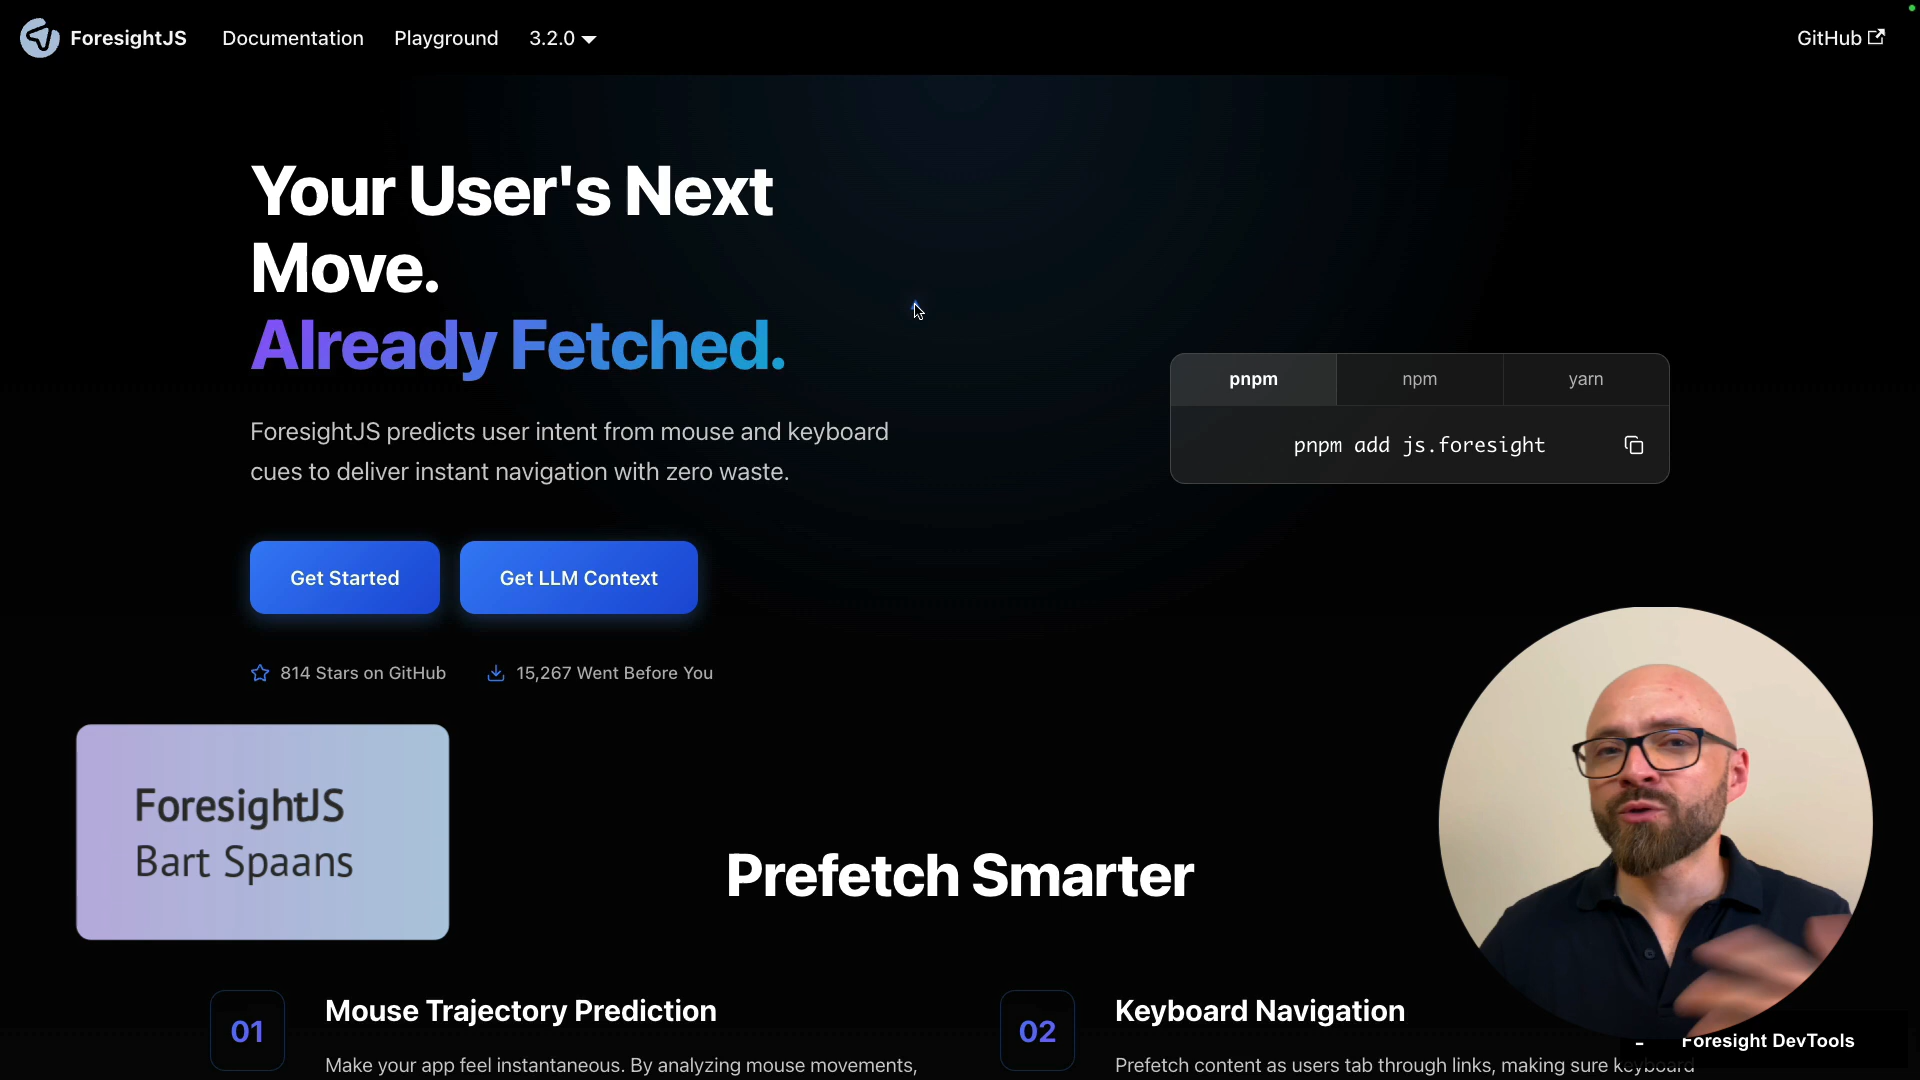 ForesightJS
Documentation
Playground
3.2.0
GitHub
Your User's Next
Move.
Already Fetched.
ForesightJS predicts user intent from mouse and keyboard
cues to deliver instant navigation with zero waste.
pnpm
npm
yarn
pnpm add js.foresight
Get Started
Get LLM Context
814 Stars on GitHub
15,267 Went Before You
ForesightJS
Bart Spaans
Prefetch Smarter
01
Mouse Trajectory Prediction
Make your app feel instantaneous. By analyzing mouse movements,
02
Keyboard Navigation
Prefetch content as users tab through links, making sure keyboard
- Foresight DevTools